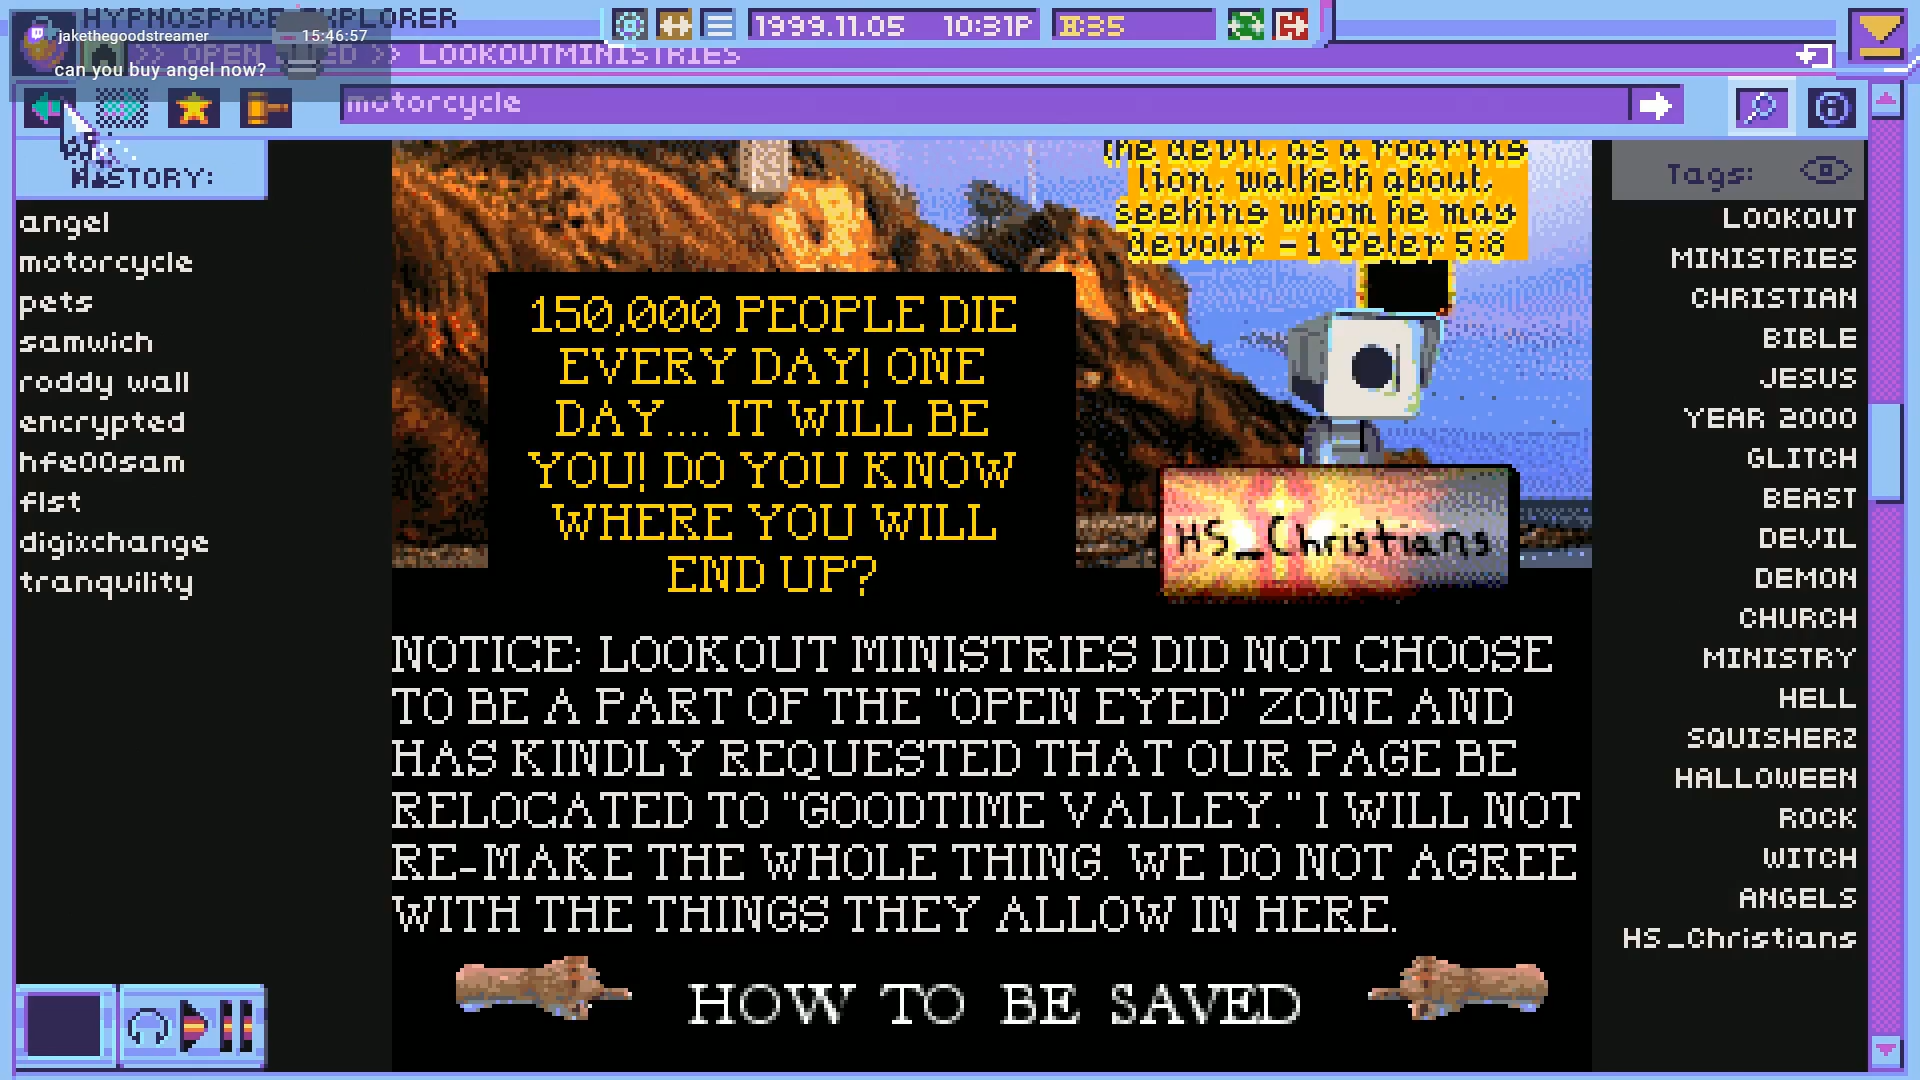 HYPNOSPACE EXPLORER
jakethegoodstreamer 15:46:57
can you buy angel now?
1999.11.05 10:31P
35
>> LOOKOUTMINISTRIES
motorcycle
HISTORY:
angel
motorcycle
pets
samwich
roddy wall
encrypted
hfe00sam
fist
digixchange
tranquility
the devil, as a roaring
lion, walketh about,
seeking whom he may
devour - 1 Peter 5:8
150,000 PEOPLE DIE
EVERY DAY! ONE
DAY.... IT WILL BE
YOU! DO YOU KNOW
WHERE YOU WILL
END UP?
HS_Christians
NOTICE: LOOKOUT MINISTRIES DID NOT CHOOSE
TO BE A PART OF THE "OPEN EYED" ZONE AND
HAS KINDLY REQUESTED THAT OUR PAGE BE
RELOCATED TO "GOODTIME VALLEY." I WILL NOT
RE-MAKE THE WHOLE THING. WE DO NOT AGREE
WITH THE THINGS THEY ALLOW IN HERE.
HOW TO BE SAVED
Tags:
LOOKOUT
MINISTRIES
CHRISTIAN
BIBLE
JESUS
YEAR 2000
GLITCH
BEAST
DEVIL
DEMON
CHURCH
MINISTRY
HELL
SQUISHERZ
HALLOWEEN
ROCK
WITCH
ANGELS
HS_Christians